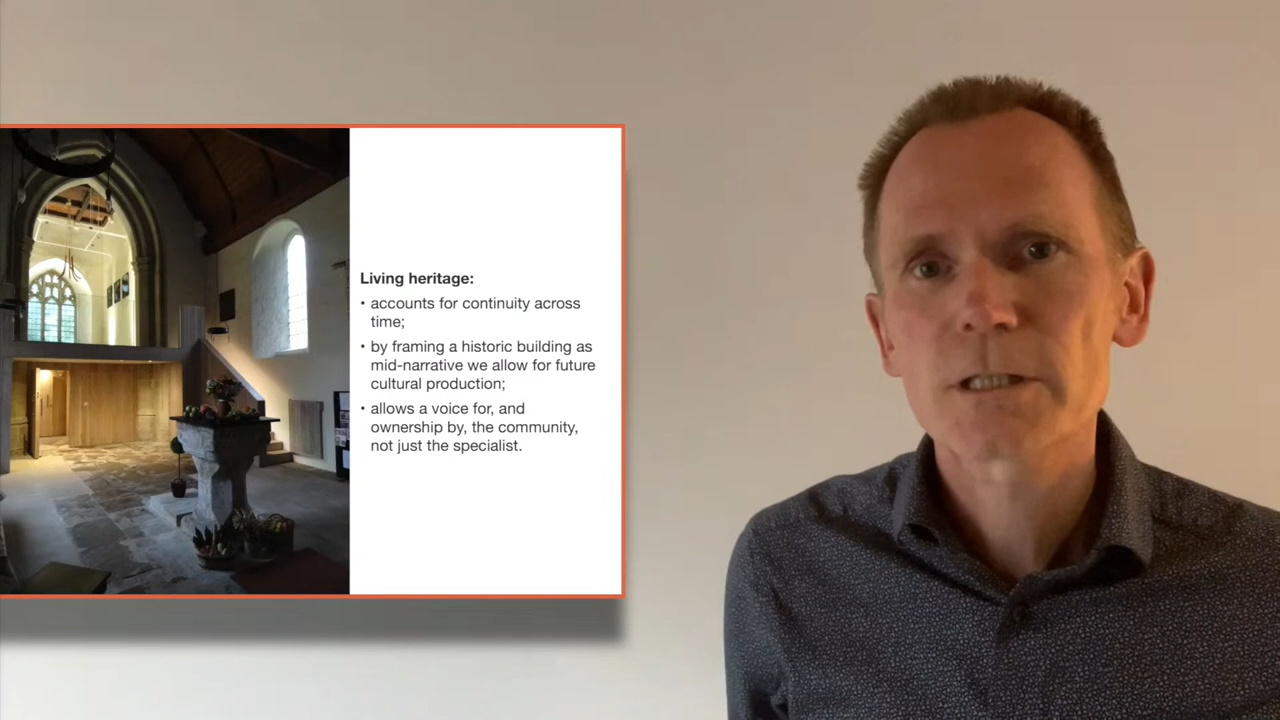 Living heritage:
• accounts for continuity across
time;
• by framing a historic building as
mid-narrative we allow for future
cultural production;
• allows a voice for, and
ownership by, the community,
not just the specialist.